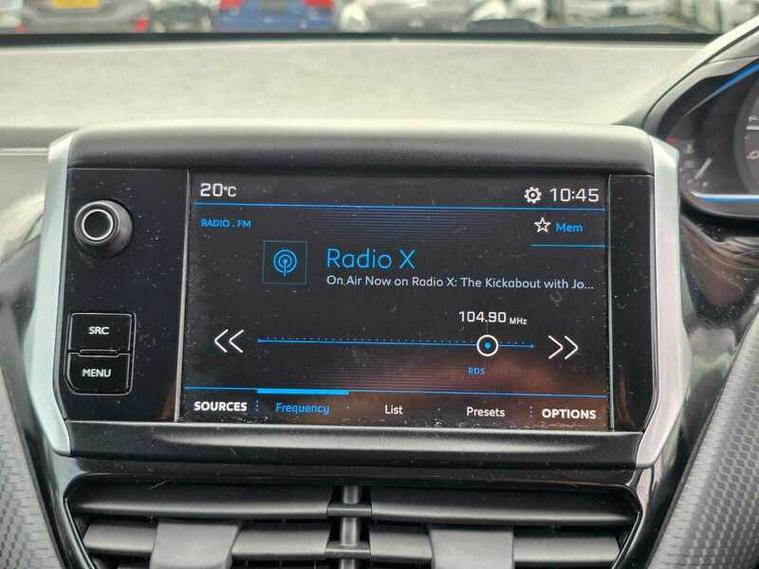 20°C 10:45
RADIO . FM Mem
Radio X
On Air Now on Radio X: The Kickabout with Jo...
104.90 MHz
SRC
RDS
MENU
SOURCES Frequency List Presets OPTIONS